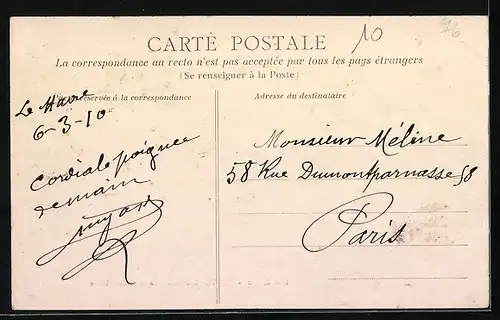 CARTE POSTALE
10
La correspondance au recto n'est pas acceptée par tous les pays étrangers
(Se renseigner à la Poste)
réservée à la correspondance
Adresse du destinataire
Le Havre
6-3-10
Cordiale poignée
de main
Monsieur Méline
58 Rue Dumontparnasse 58
Paris